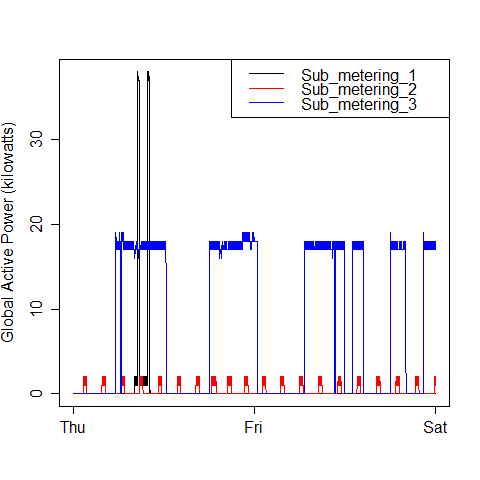 Sub_metering_1
Sub_metering_2
Sub_metering_3
Global Active Power (kilowatts)
30
20
10
0
Thu Fri Sat